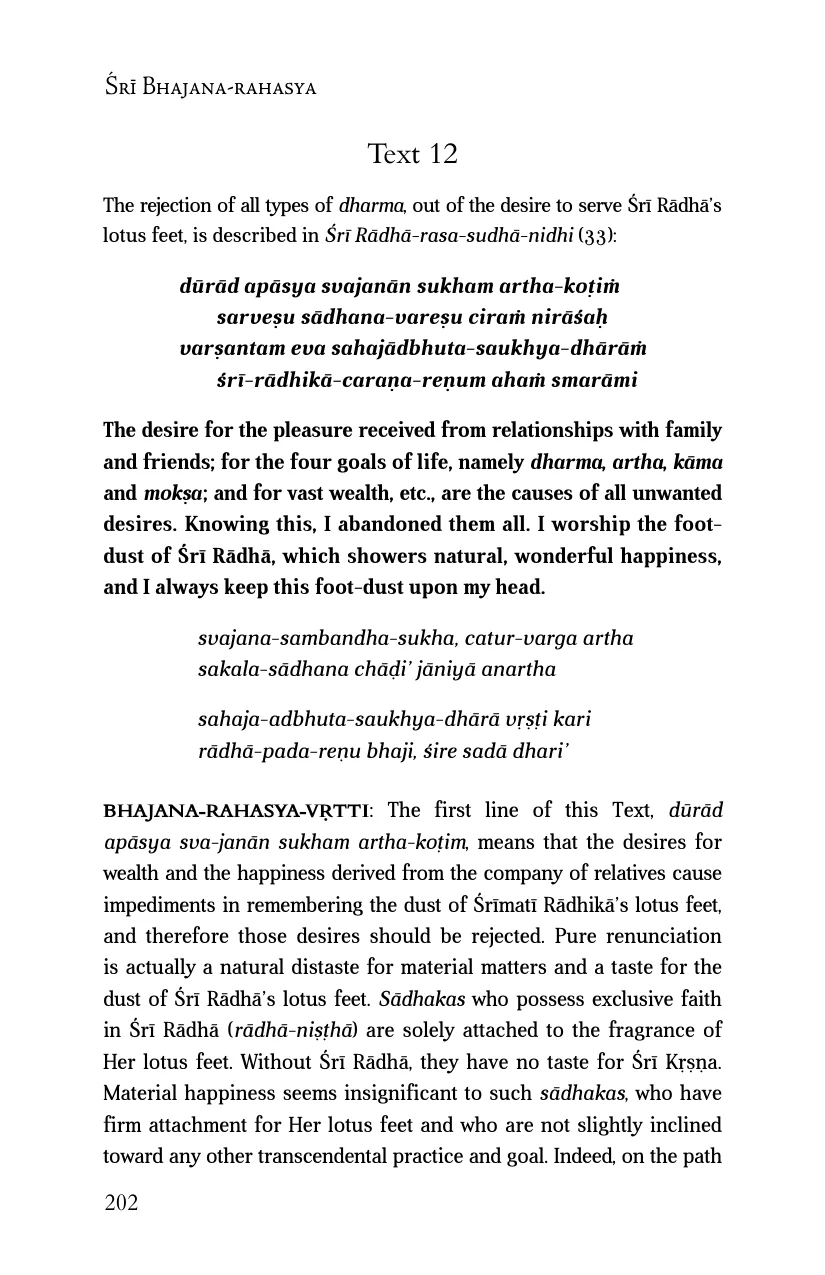 Śrī Bhajana-rahasya
Text 12
The rejection of all types of dharma, out of the desire to serve Śrī Rādhā's
lotus feet, is described in Śrī Rādhā-rasa-sudhā-nidhi (33):
dūrād apāsya svajanān sukham artha-koṭiṁ
sarveṣu sādhana-vareṣu ciraṁ nirāśaḥ
varṣantam eva sahajādbhuta-saukhya-dhārāṁ
śrī-rādhikā-caraṇa-reṇum ahaṁ smarāmi
The desire for the pleasure received from relationships with family
and friends; for the four goals of life, namely dharma, artha, kāma
and mokṣa; and for vast wealth, etc., are the causes of all unwanted
desires. Knowing this, I abandoned them all. I worship the foot-
dust of Śrī Rādhā, which showers natural, wonderful happiness,
and I always keep this foot-dust upon my head.
svajana-sambandha-sukha, catur-varga artha
sakala-sādhana chāḍi' jāniyā anartha
sahaja-adbhuta-saukhya-dhārā vṛṣṭi kari
rādhā-pada-reṇu bhaji, śire sadā dhari'
BHAJANA-RAHASYA-VṚTTI: The first line of this Text, dūrād
apāsya sva-janān sukham artha-koṭim, means that the desires for
wealth and the happiness derived from the company of relatives cause
impediments in remembering the dust of Śrīmatī Rādhikā's lotus feet,
and therefore those desires should be rejected. Pure renunciation
is actually a natural distaste for material matters and a taste for the
dust of Śrī Rādhā's lotus feet. Sādhakas who possess exclusive faith
in Śrī Rādhā (rādhā-niṣṭhā) are solely attached to the fragrance of
Her lotus feet. Without Śrī Rādhā, they have no taste for Śrī Kṛṣṇa.
Material happiness seems insignificant to such sādhakas, who have
firm attachment for Her lotus feet and who are not slightly inclined
toward any other transcendental practice and goal. Indeed, on the path
202